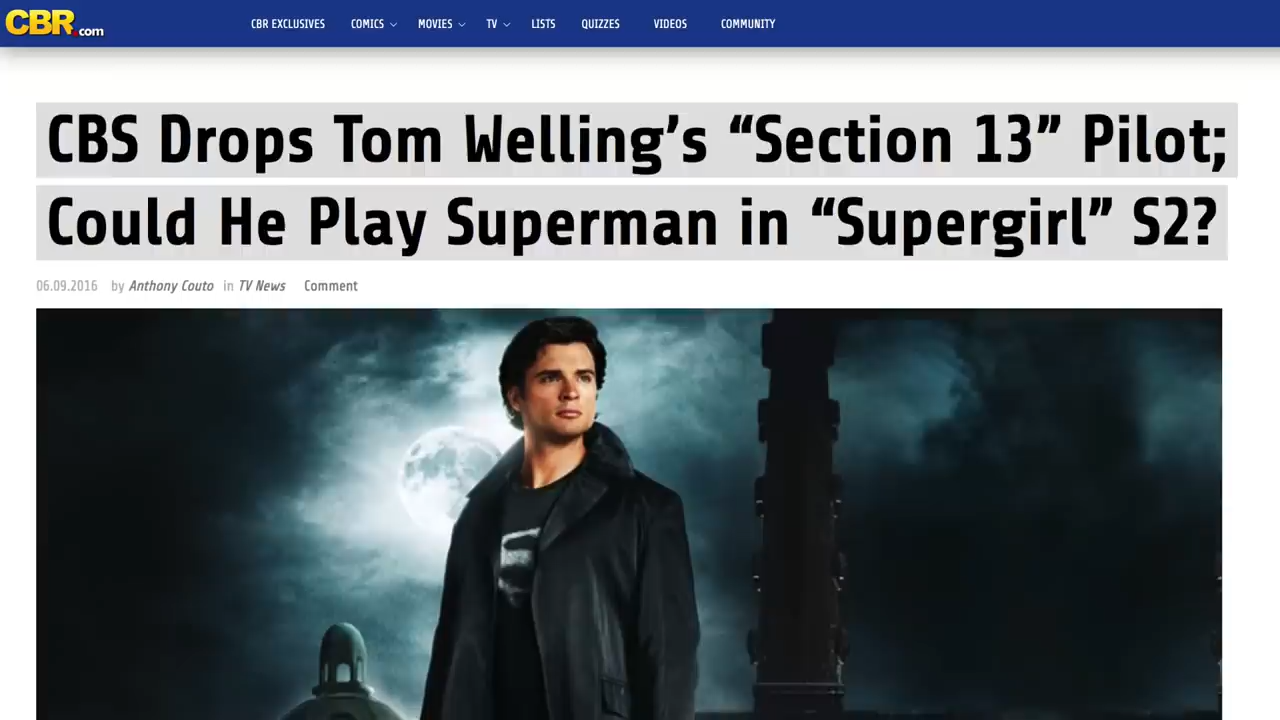 CBR.com
CBR EXCLUSIVES COMICS MOVIES TV LISTS QUIZZES VIDEOS COMMUNITY
CBS Drops Tom Welling’s “Section 13” Pilot;
Could He Play Superman in “Supergirl” S2?
06.09.2016 by Anthony Couto in TV News Comment